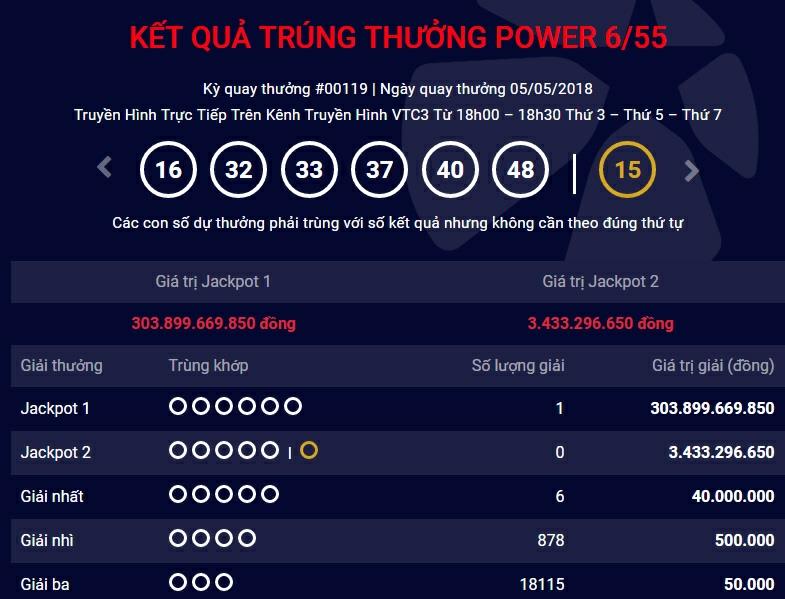 KẾT QUẢ TRÚNG THƯỞNG POWER 6/55
Kỳ quay thưởng #00119 | Ngày quay thưởng 05/05/2018
Truyền Hình Trực Tiếp Trên Kênh Truyền Hình VTC3 Từ 18h00 – 18h30 Thứ 3 – Thứ 5 – Thứ 7
16 32 33 37 40 48 | 15
Các con số dự thưởng phải trùng với số kết quả nhưng không cần theo đúng thứ tự
Giá trị Jackpot 1 Giá trị Jackpot 2
303.899.669.850 đồng 3.433.296.650 đồng
Giải thưởng Trùng khớp Số lượng giải Giá trị giải (đồng)
Jackpot 1 1 303.899.669.850
Jackpot 2 | 0 3.433.296.650
Giải nhất 6 40.000.000
Giải nhì 878 500.000
Giải ba 18115 50.000